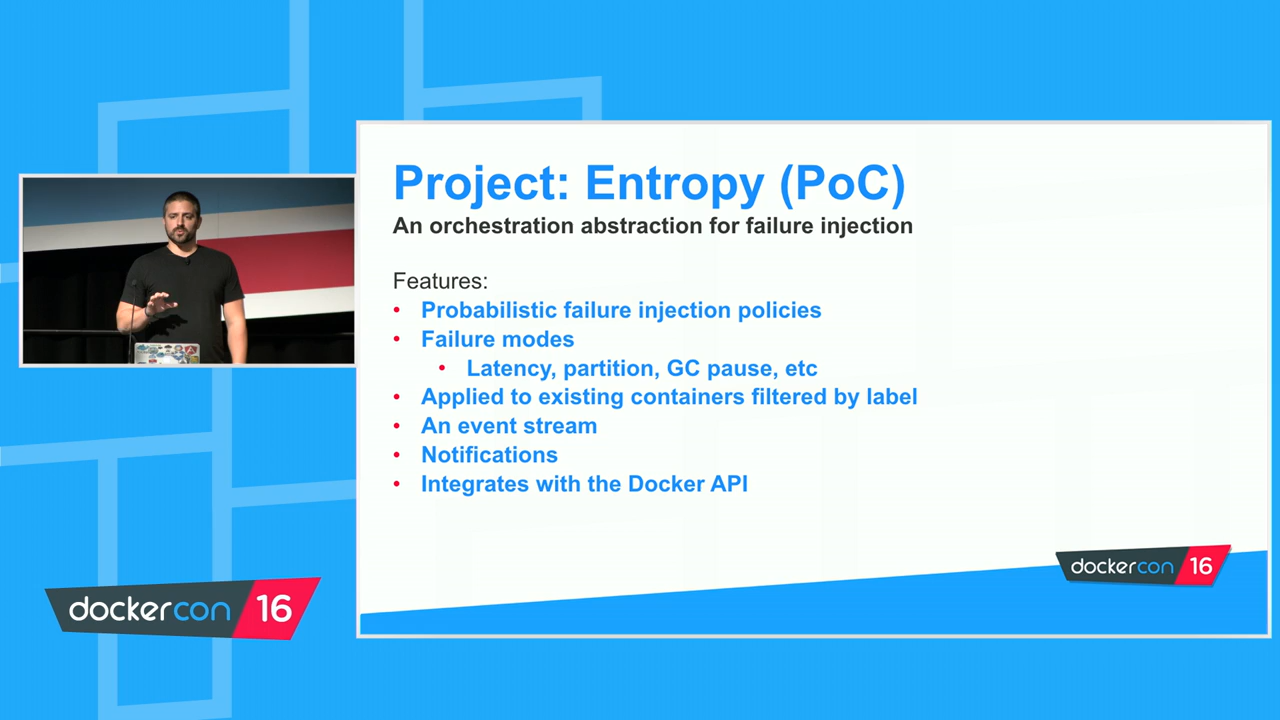 Project: Entropy (PoC)
An orchestration abstraction for failure injection
Features:
• Probabilistic failure injection policies
• Failure modes
• Latency, partition, GC pause, etc
• Applied to existing containers filtered by label
• An event stream
• Notifications
• Integrates with the Docker API
dockercon 16
dockercon 16